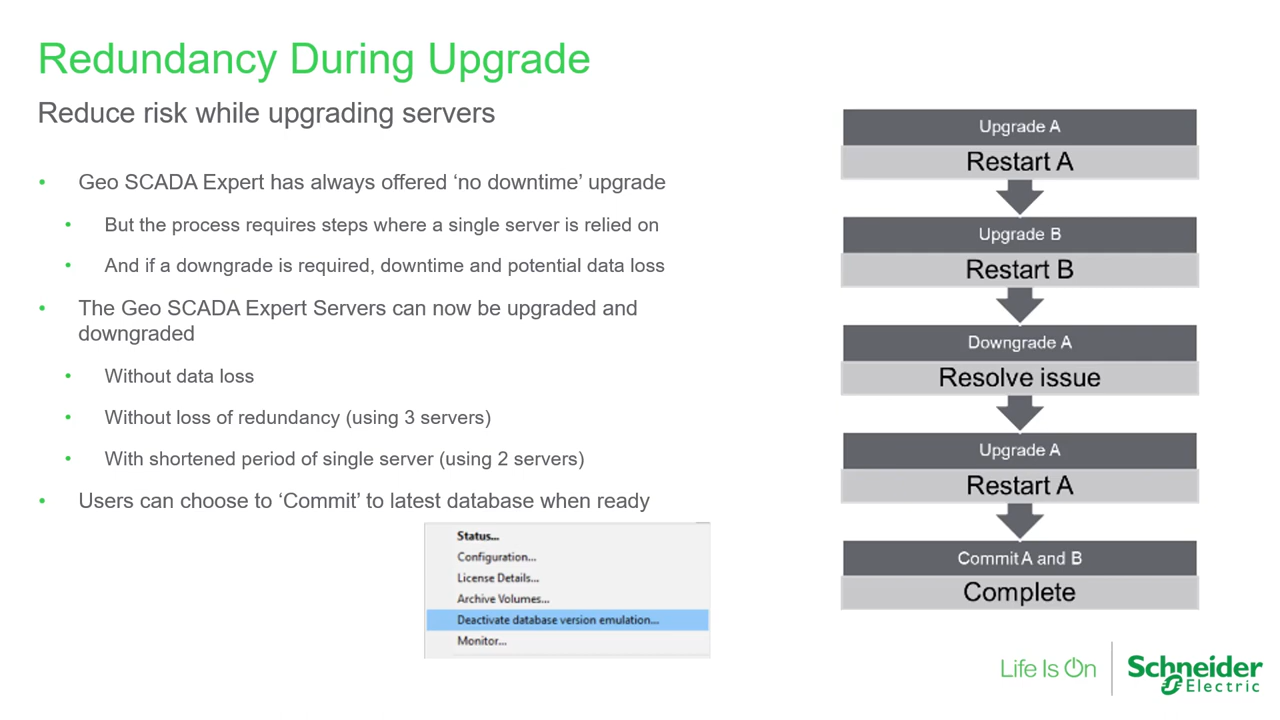 Redundancy During Upgrade
Reduce risk while upgrading servers
• Geo SCADA Expert has always offered ‘no downtime’ upgrade
• But the process requires steps where a single server is relied on
• And if a downgrade is required, downtime and potential data loss
• The Geo SCADA Expert Servers can now be upgraded and
downgraded
• Without data loss
• Without loss of redundancy (using 3 servers)
• With shortened period of single server (using 2 servers)
• Users can choose to ‘Commit’ to latest database when ready
Status...
Configuration...
License Details...
Archive Volumes...
Deactivate database version emulation...
Monitor...
Upgrade A
Restart A
Upgrade B
Restart B
Downgrade A
Resolve issue
Upgrade A
Restart A
Commit A and B
Complete
Life Is On
Schneider
Electric